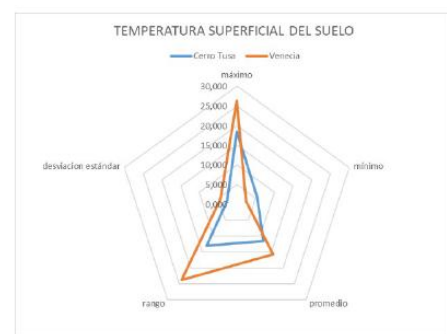 TEMPERATURA SUPERFICIAL DEL SUELO
Cerro Tusa Venecia
máximo
30,000
25,000
20,000
15,000
10,000
5,000
0,000
desviacion estándar
mínimo
rango
promedio